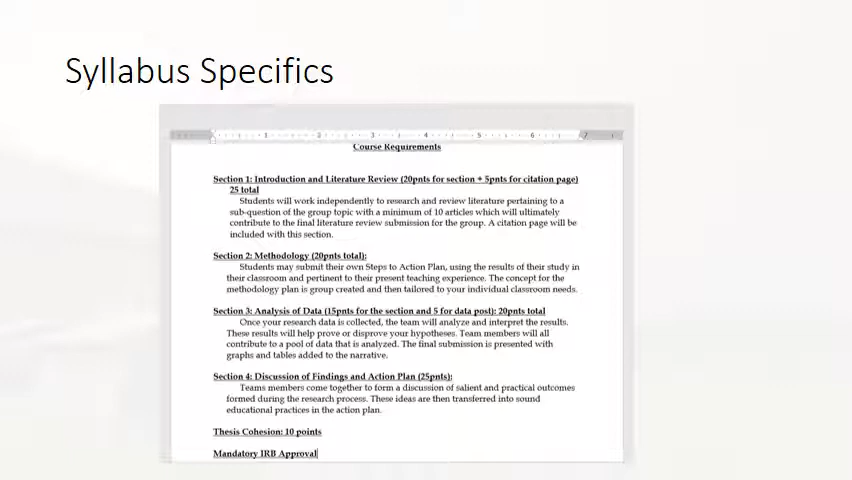 Syllabus Specifics
1 2 3 4 5 6 7
Course Requirements
Section 1: Introduction and Literature Review (20pnts for section + 5pnts for citation page)
25 total
Students will work independently to research and review literature pertaining to a
sub-question of the group topic with a minimum of 10 articles which will ultimately
contribute to the final literature review submission for the group. A citation page will be
included with this section.
Section 2: Methodology (20pnts total):
Students may submit their own Steps to Action Plan, using the results of their study in
their classroom and pertinent to their present teaching experience. The concept for the
methodology plan is group created and then tailored to your individual classroom needs.
Section 3: Analysis of Data (15pnts for the section and 5 for data post): 20pnts total
Once your research data is collected, the team will analyze and interpret the results.
These results will help prove or disprove your hypotheses. Team members will all
contribute to a pool of data that is analyzed. The final submission is presented with
graphs and tables added to the narrative.
Section 4: Discussion of Findings and Action Plan (25pnts):
Teams members come together to form a discussion of salient and practical outcomes
formed during the research process. These ideas are then transferred into sound
educational practices in the action plan.
Thesis Cohesion: 10 points
Mandatory IRB Approval